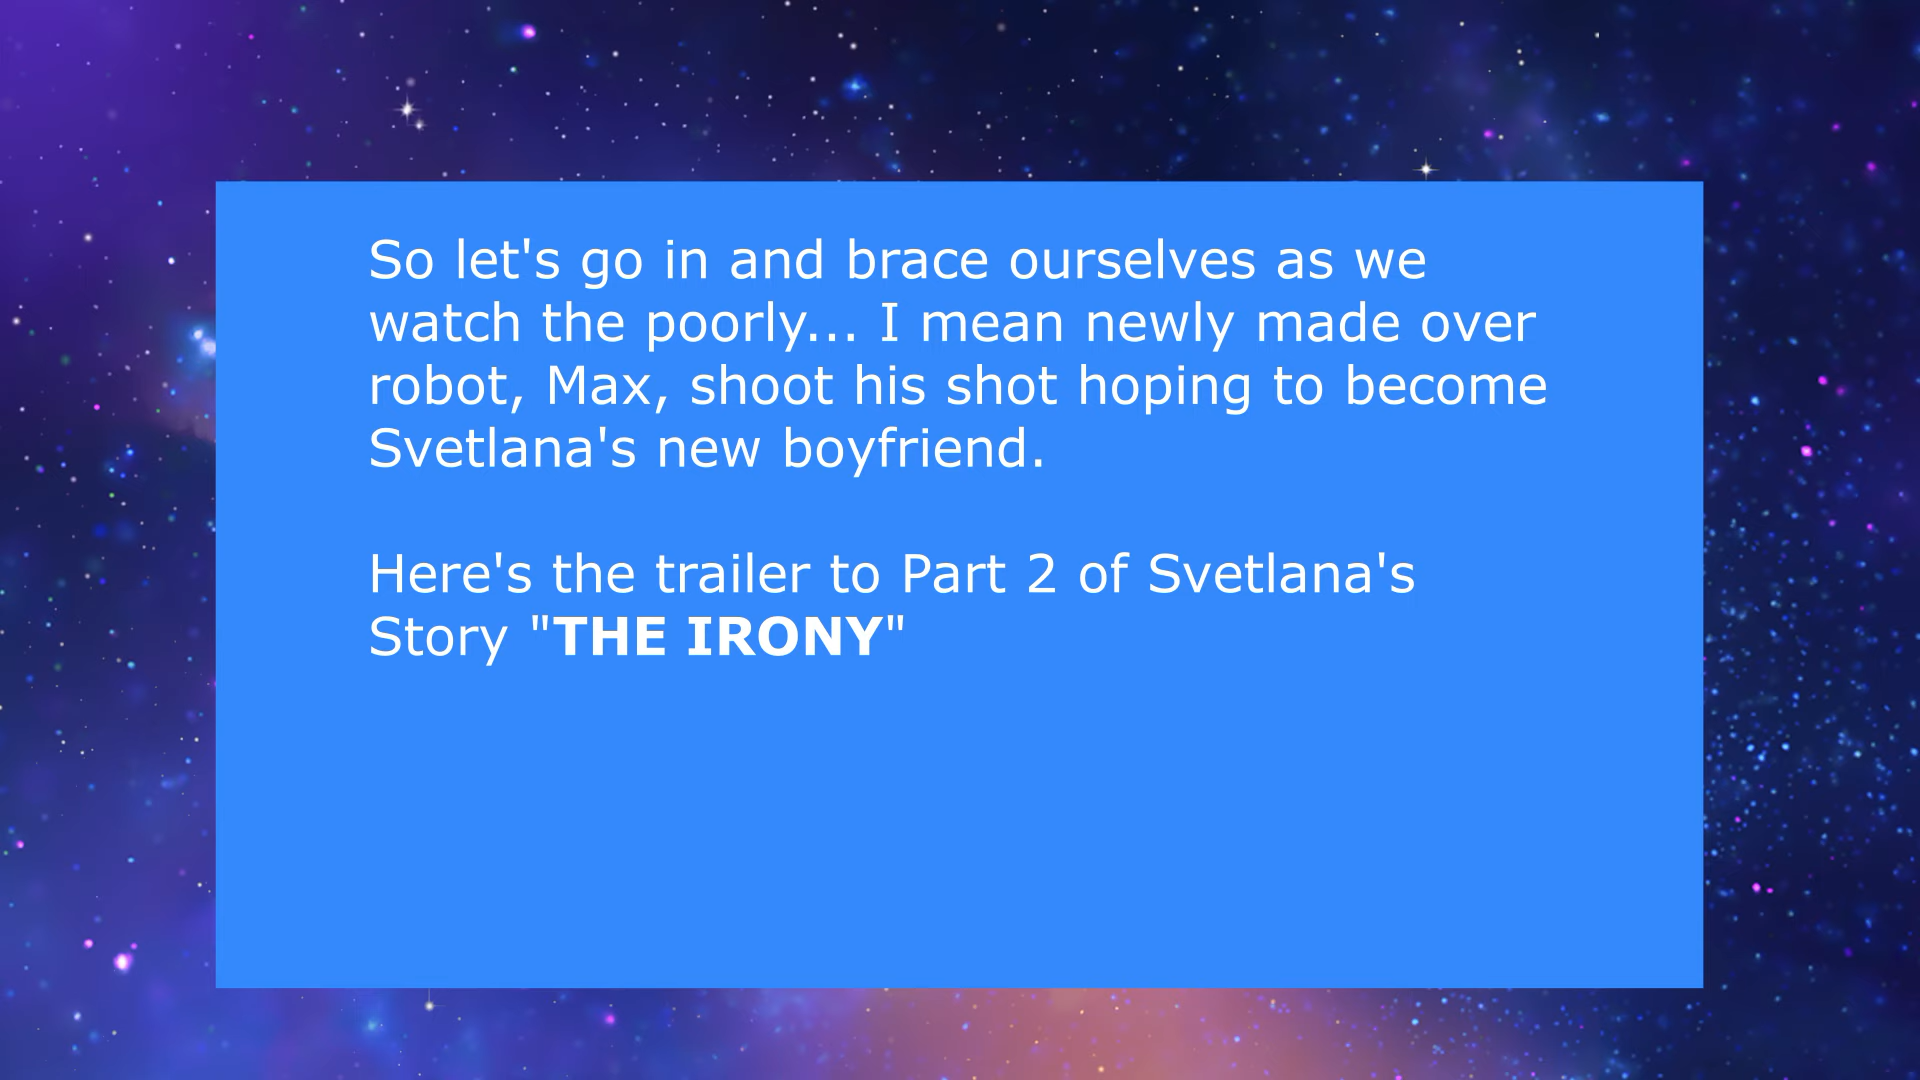 So let's go in and brace ourselves as we
watch the poorly... I mean newly made over
robot, Max, shoot his shot hoping to become
Svetlana's new boyfriend.
Here's the trailer to Part 2 of Svetlana's
Story "THE IRONY"